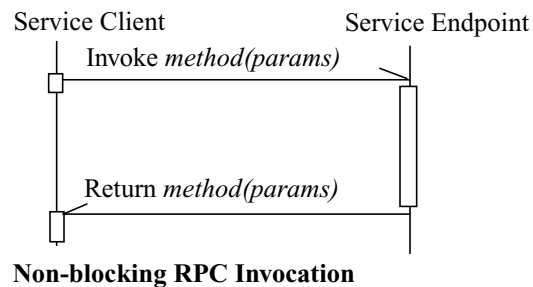 Service Client
Service Endpoint
Invoke method(params)
Return method(params)
Non-blocking RPC Invocation